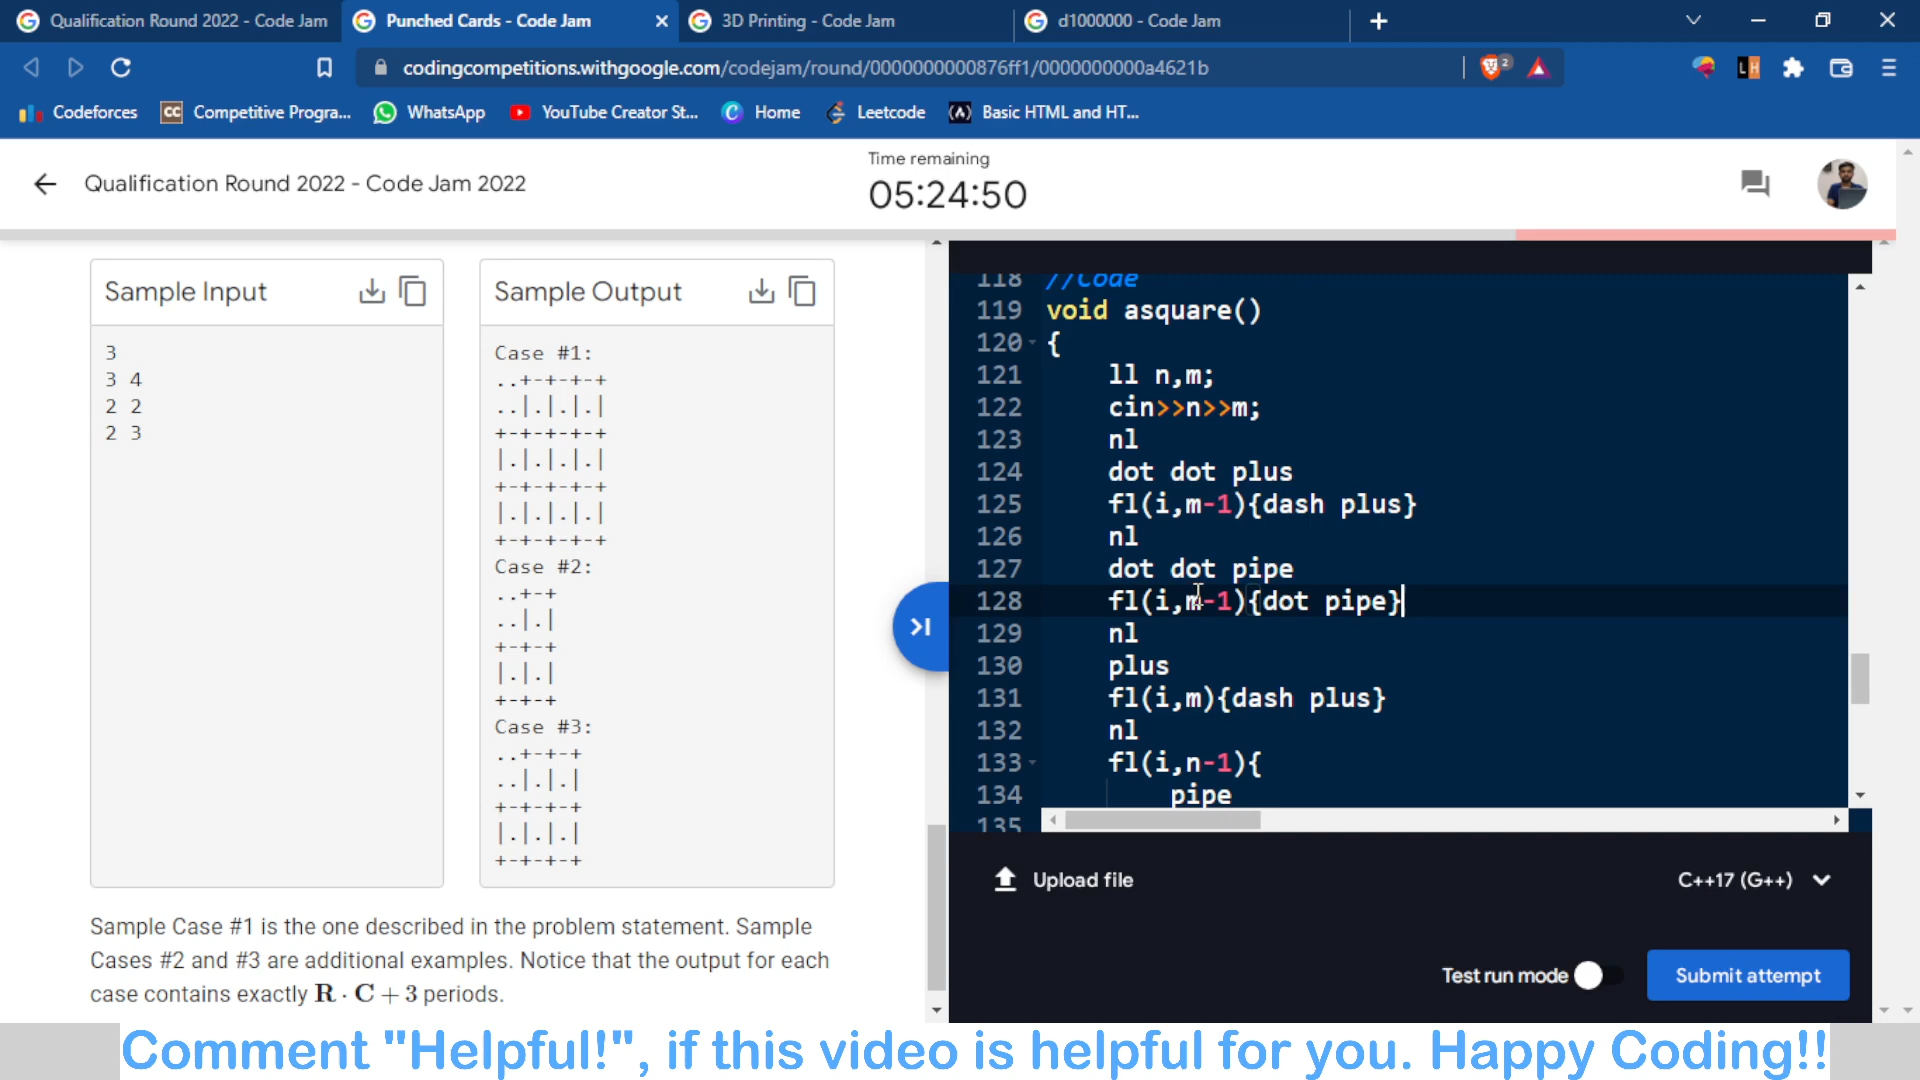 Qualification Round 2022 - Code Jam
Punched Cards - Code Jam
3D Printing - Code Jam
d1000000 - Code Jam
codingcompetitions.withgoogle.com/codejam/round/0000000000876ff1/0000000000a4621b
2
LH
Codeforces
CC Competitive Progra...
WhatsApp
YouTube Creator St...
Home
Leetcode
Basic HTML and HT...
Qualification Round 2022 - Code Jam 2022
Time remaining
05:24:50
Sample Input
3
3 4
2 2
2 3
Sample Output
Case #1:
..+-+-+-+
..|.|.|.|
+-+-+-+-+
|.|.|.|.|
+-+-+-+-+
|.|.|.|.|
+-+-+-+-+
Case #2:
..+-+
..|.|
+-+-+
|.|.|
+-+-+
Case #3:
..+-+-+
..|.|.|
+-+-+-+
|.|.|.|
+-+-+-+
Sample Case #1 is the one described in the problem statement. Sample
Cases #2 and #3 are additional examples. Notice that the output for each
case contains exactly R · C + 3 periods.
118 //Code
119 void asquare()
120 {
121 ll n,m;
122 cin>>n>>m;
123 nl
124 dot dot plus
125 fl(i,m-1){dash plus}
126 nl
127 dot dot pipe
128 fl(i,m-1){dot pipe}
129 nl
130 plus
131 fl(i,m){dash plus}
132 nl
133 fl(i,n-1){
134 pipe
135
Upload file
C++17 (G++)
Test run mode
Submit attempt
Comment "Helpful!", if this video is helpful for you. Happy Coding!!